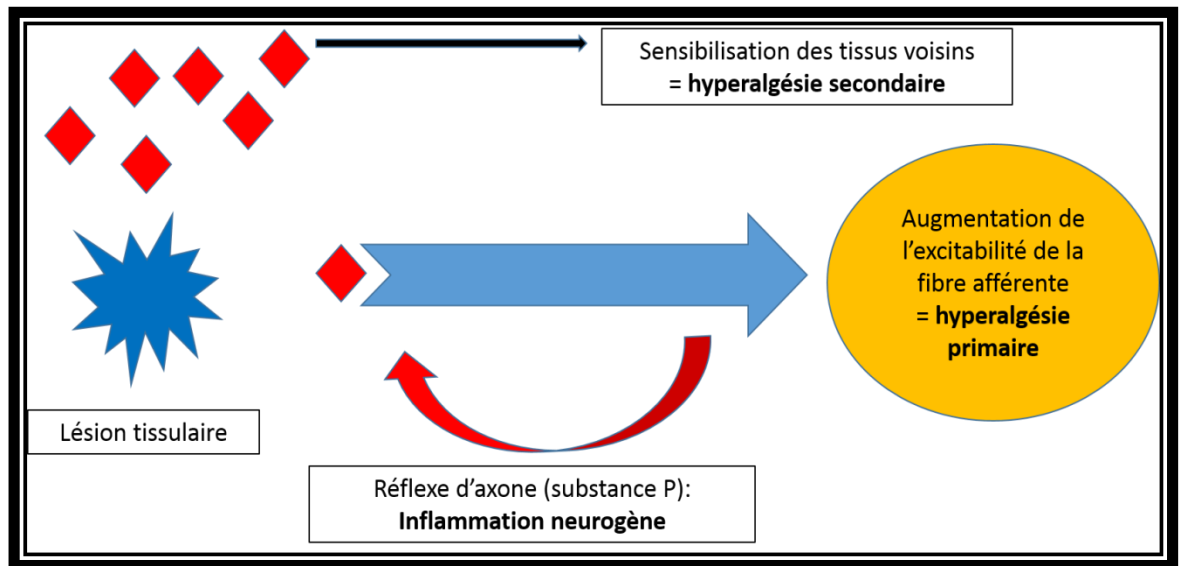 Sensibilisation des tissus voisins
= hyperalgésie secondaire
Augmentation de
l'excitabilité de la
fibre afférente
= hyperalgésie
primaire
Lésion tissulaire
Réflexe d'axone (substance P):
Inflammation neurogène